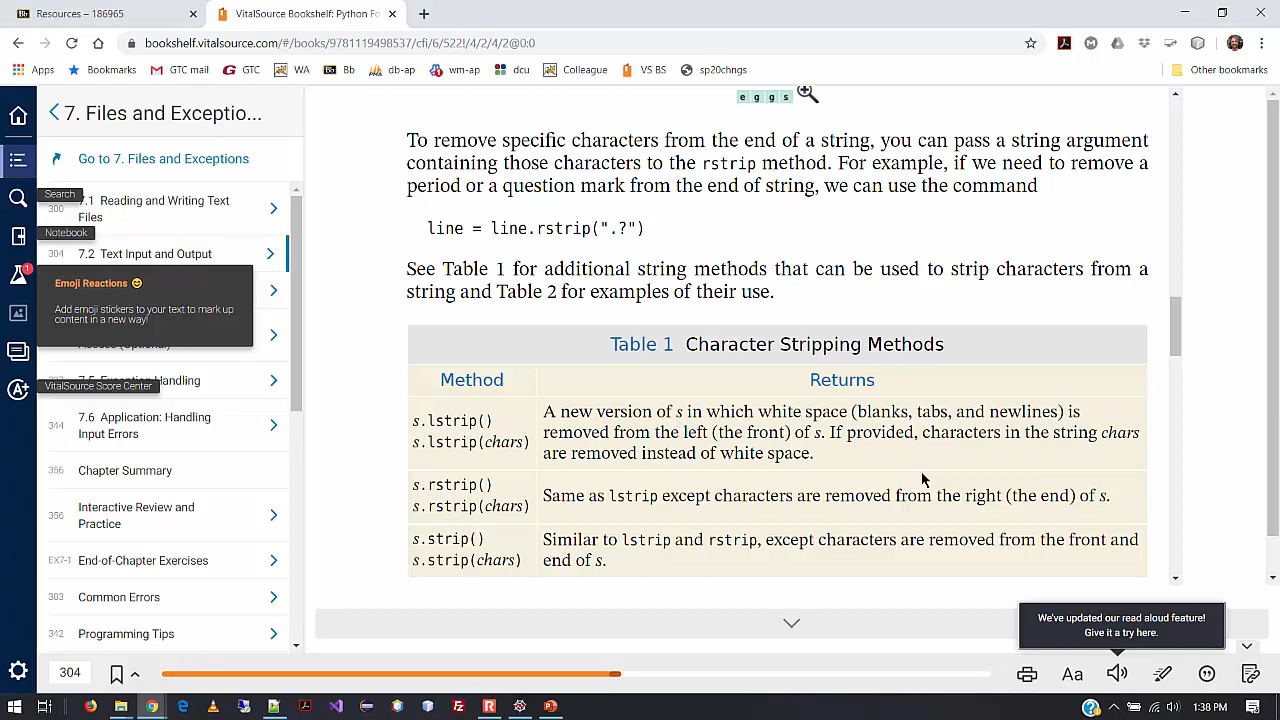 Resources – 186965
VitalSource Bookshelf: Python Fo
bookshelf.vitalsource.com/#/books/9781119498537/cfi/6/522!/4/2/4/2@0:0
Apps Bookmarks GTC mail GTC WA Bb db-ap wm-ap dcu Colleague VS BS sp20chngs Other bookmarks
7. Files and Exceptio...
Go to 7. Files and Exceptions
Search
300 7.1 Reading and Writing Text
Files
Notebook
304 7.2 Text Input and Output
Emoji Reactions
Add emoji stickers to your text to mark up
content in a new way!
Handling
VitalSource Score Center
344 7.6 Application: Handling
Input Errors
356 Chapter Summary
356 Interactive Review and
Practice
EX7-1 End-of-Chapter Exercises
303 Common Errors
342 Programming Tips
e g g s
To remove specific characters from the end of a string, you can pass a string argument
containing those characters to the rstrip method. For example, if we need to remove a
period or a question mark from the end of string, we can use the command
line = line.rstrip(".?")
See Table 1 for additional string methods that can be used to strip characters from a
string and Table 2 for examples of their use.
Table 1 Character Stripping Methods
Method Returns
s.lstrip()
s.lstrip(chars)
A new version of s in which white space (blanks, tabs, and newlines) is
removed from the left (the front) of s. If provided, characters in the string chars
are removed instead of white space.
s.rstrip()
s.rstrip(chars)
Same as lstrip except characters are removed from the right (the end) of s.
s.strip()
s.strip(chars)
Similar to lstrip and rstrip, except characters are removed from the front and
end of s.
We've updated our read aloud feature!
Give it a try here.
304
Aa
1:38 PM